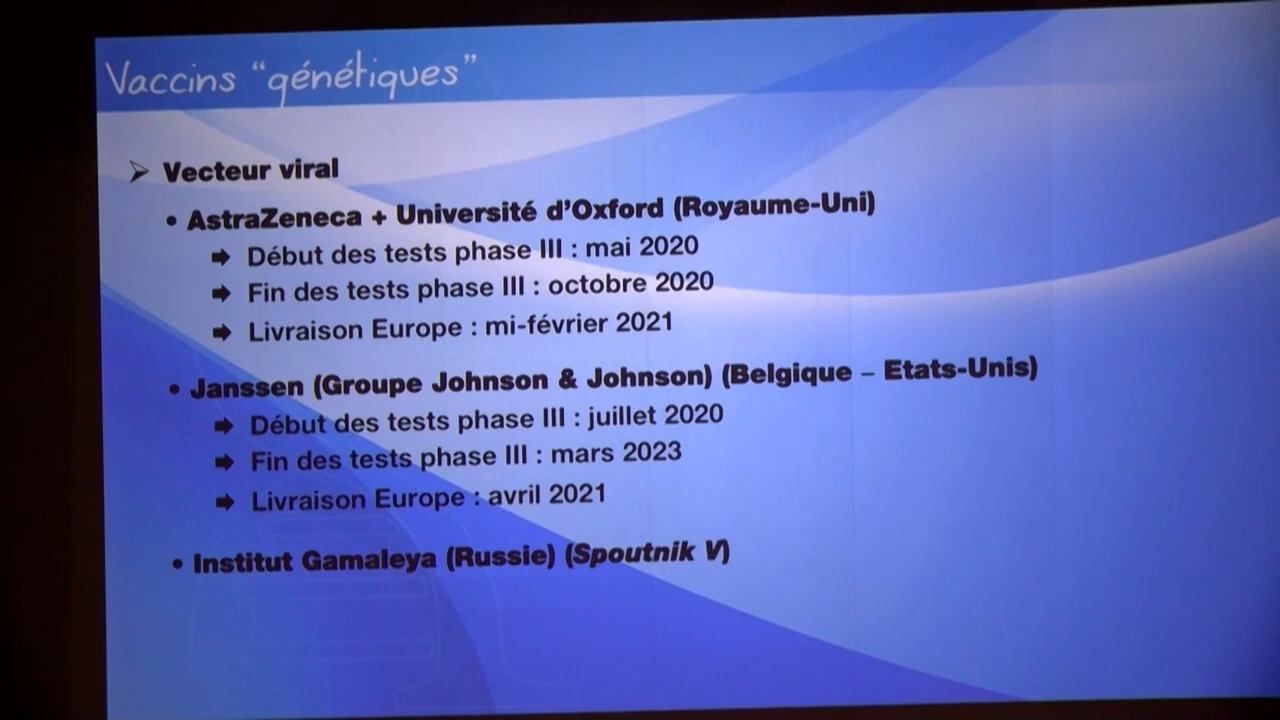 Vaccins “génétiques”
➢ Vecteur viral
• AstraZeneca + Université d’Oxford (Royaume-Uni)
➡ Début des tests phase III : mai 2020
➡ Fin des tests phase III : octobre 2020
➡ Livraison Europe : mi-février 2021
• Janssen (Groupe Johnson & Johnson) (Belgique – Etats-Unis)
➡ Début des tests phase III : juillet 2020
➡ Fin des tests phase III : mars 2023
➡ Livraison Europe : avril 2021
• Institut Gamaleya (Russie) (Spoutnik V)